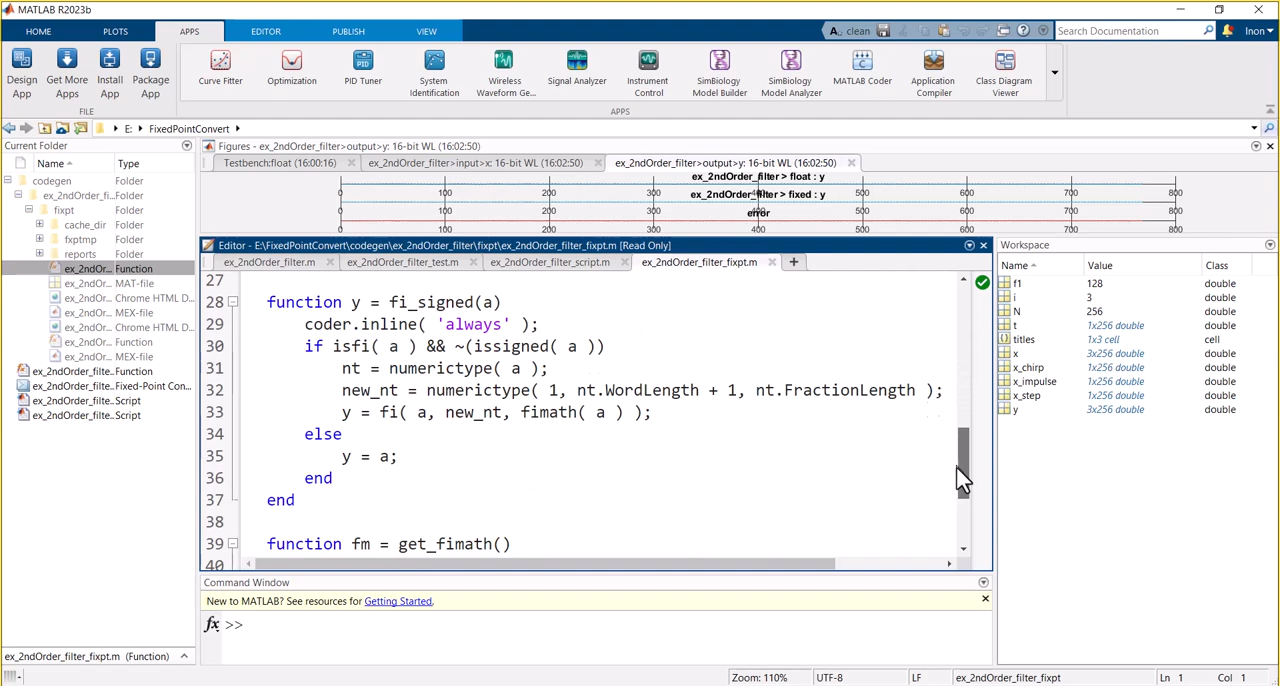 MATLAB R2023b
HOME PLOTS APPS EDITOR PUBLISH VIEW clean Search Documentation Inon
Design App
Get More Apps
Install App
Package App
Curve Fitter
Optimization
PID Tuner
System Identification
Wireless Waveform Ge...
Signal Analyzer
Instrument Control
SimBiology Model Builder
SimBiology Model Analyzer
MATLAB Coder
Application Compiler
Class Diagram Viewer
FILE APPS
E: FixedPointConvert
Current Folder
Name Type
codegen Folder
ex_2ndOrder_fi... Folder
fixpt Folder
cache_dir Folder
fxptmp Folder
reports Folder
ex_2ndOr... Function
ex_2ndOr... MAT-file
ex_2ndOr... Chrome HTML D...
ex_2ndOr... MEX-file
ex_2ndOr... Chrome HTML D...
ex_2ndOr... Function
ex_2ndOr... MEX-file
ex_2ndOrder_filte.. Function
ex_2ndOrder_filte.. Fixed-Point Con...
ex_2ndOrder_filte.. Script
ex_2ndOrder_filte.. Script
ex_2ndOrder_filter_fixpt.m (Function)
Figures - ex_2ndOrder_filter>output>y: 16-bit WL (16:02:50)
Testbench:float (16:00:16) ex_2ndOrder_filter>input>x: 16-bit WL (16:02:50) ex_2ndOrder_filter>output>y: 16-bit WL (16:02:50)
ex_2ndOrder_filter > float : y
0 100 200 300 400 500 600 700 800
ex_2ndOrder_filter > fixed : y
0 100 200 300 500 600 700 800
error
Editor - E:\FixedPointConvert\codegen\ex_2ndOrder_filter\fixpt\ex_2ndOrder_filter_fixpt.m [Read Only]
ex_2ndOrder_filter.m ex_2ndOrder_filter_test.m ex_2ndOrder_filter_script.m ex_2ndOrder_filter_fixpt.m
27
28 function y = fi_signed(a)
29 coder.inline( 'always' );
30 if isfi( a ) && ~(issigned( a ))
31 nt = numerictype( a );
32 new_nt = numerictype( 1, nt.WordLength + 1, nt.FractionLength );
33 y = fi( a, new_nt, fimath( a ) );
34 else
35 y = a;
36 end
37 end
38
39 function fm = get_fimath()
40
Command Window
New to MATLAB? See resources for Getting Started.
fx >>
Workspace
Name Value Class
f1 128 double
i 3 double
N 256 double
t 1x256 double double
titles 1x3 cell cell
x 3x256 double double
x_chirp 1x256 double double
x_impulse 1x256 double double
x_step 1x256 double double
y 3x256 double double
Zoom: 110% UTF-8 LF ex_2ndOrder_filter_fixpt Ln 1 Col 1